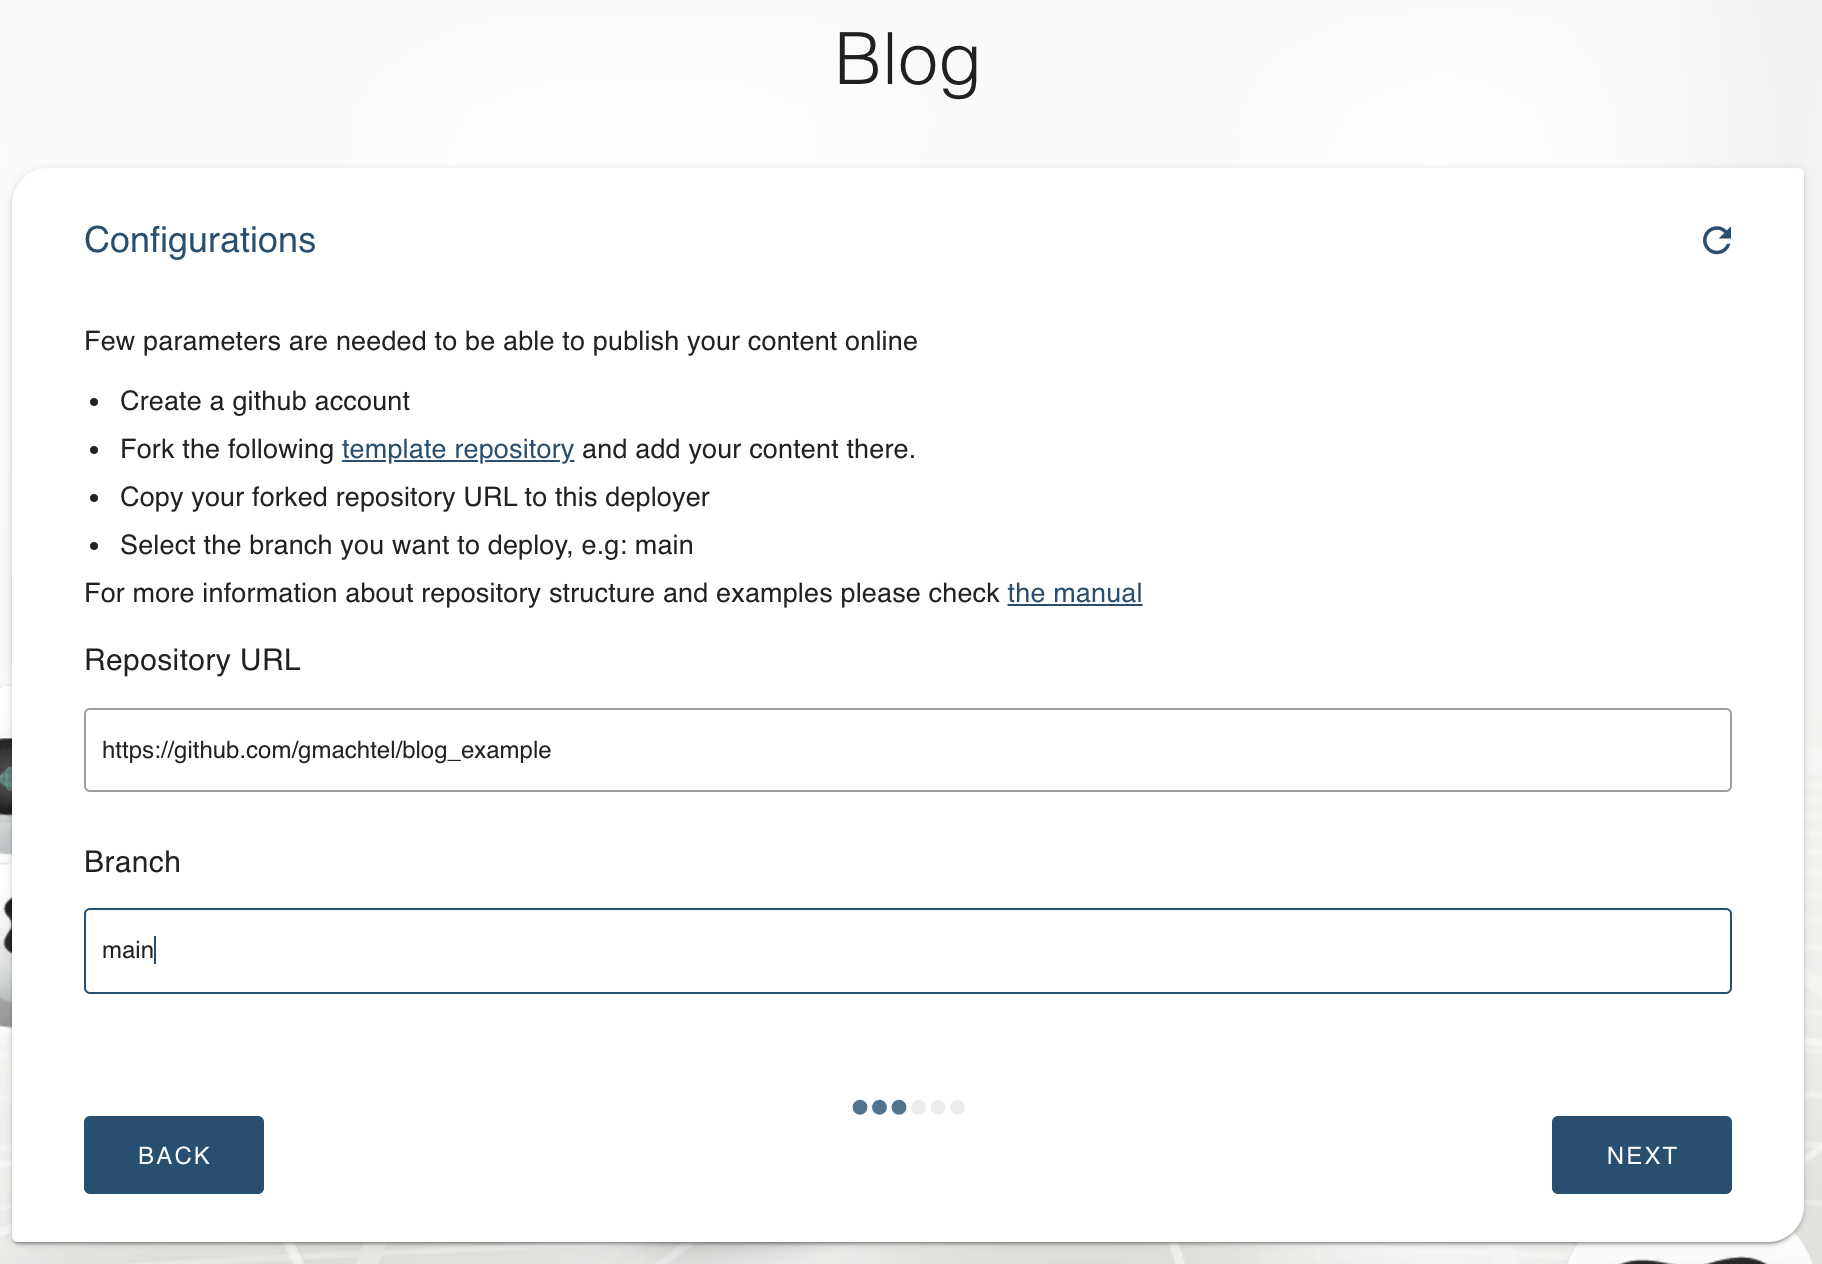 Blog
Configurations
Few parameters are needed to be able to publish your content online
• Create a github account
• Fork the following template repository and add your content there.
• Copy your forked repository URL to this deployer
• Select the branch you want to deploy, e.g: main
For more information about repository structure and examples please check the manual
Repository URL
https://github.com/gmachtel/blog_example
Branch
main
BACK
NEXT